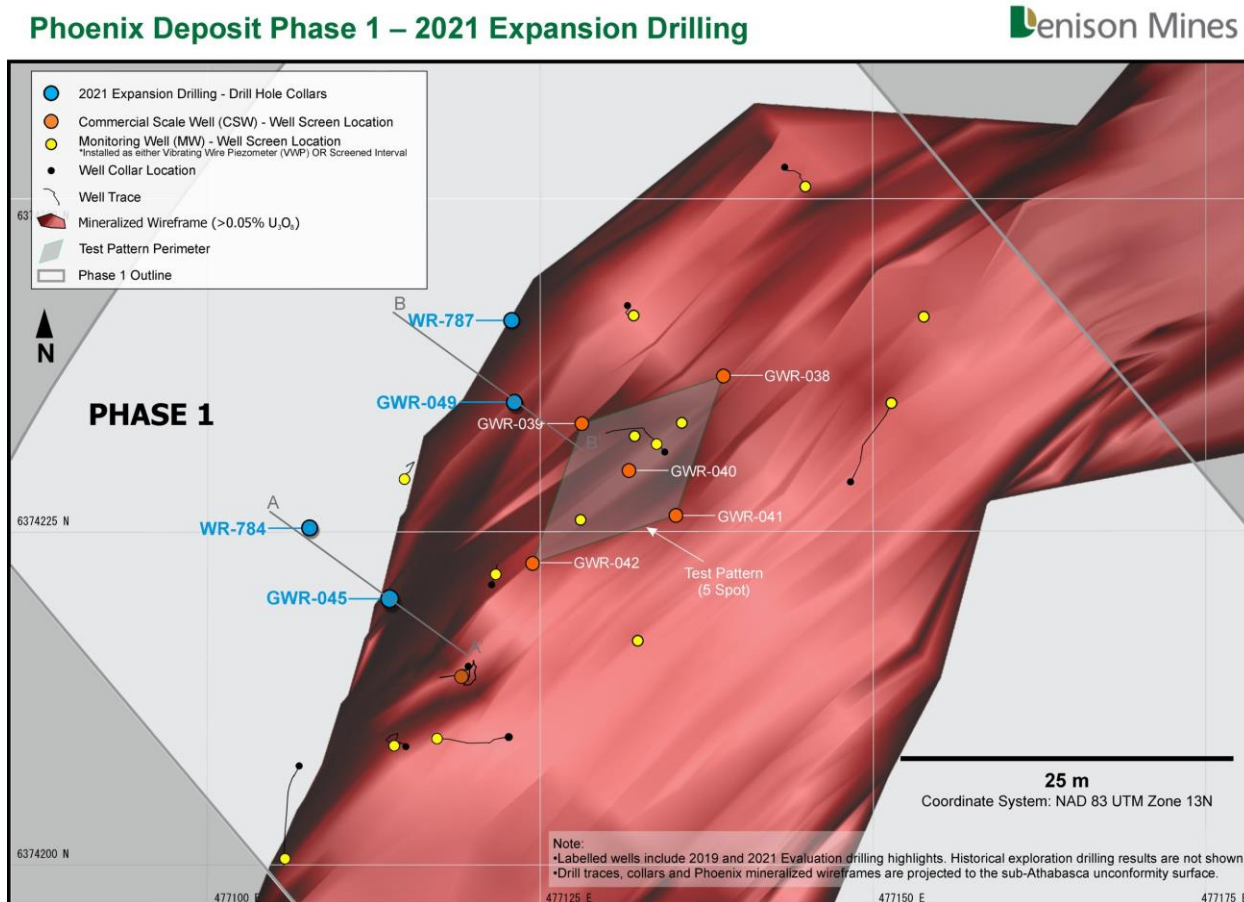 Phoenix Deposit Phase 1 – 2021 Expansion Drilling
Denison Mines
2021 Expansion Drilling - Drill Hole Collars
Commercial Scale Well (CSW) - Well Screen Location
Monitoring Well (MW) - Well Screen Location
*Installed as either Vibrating Wire Piezometer (VWP) OR Screened Interval
Well Collar Location
Well Trace
Mineralized Wireframe (>0.05% U₃O₈)
Test Pattern Perimeter
Phase 1 Outline
N
B
WR-787
GWR-038
PHASE 1
GWR-049
GWR-039
B
GWR-040
A
6374225 N
WR-784
GWR-041
GWR-042
Test Pattern
(5 Spot)
GWR-045
A
25 m
Coordinate System: NAD 83 UTM Zone 13N
Note:
•Labelled wells include 2019 and 2021 Evaluation drilling highlights. Historical exploration drilling results are not shown
•Drill traces, collars and Phoenix mineralized wireframes are projected to the sub-Athabasca unconformity surface.
6374200 N
477100 E
477125 E
477150 E
477175 E